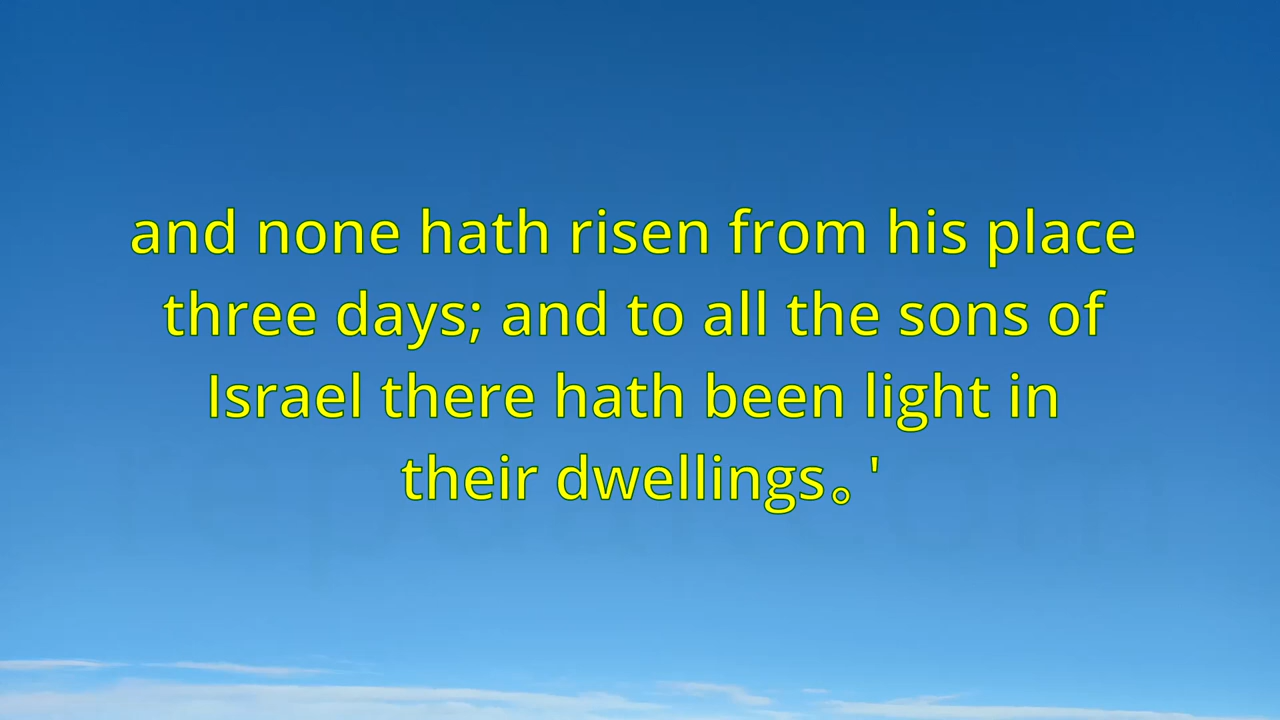 and none hath risen from his place
three days; and to all the sons of
Israel there hath been light in
their dwellings。'